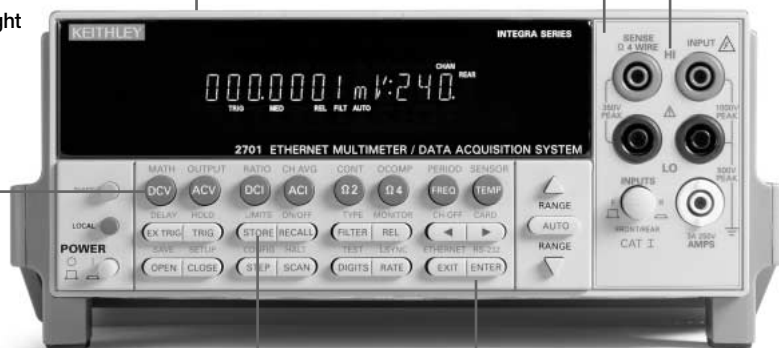 ght
KEITHLEY
INTEGRA SERIES
SENSE
Ω 4 WIRE
HI
INPUT
CHAN
REAR
000.0001 mV:240.
TRIG MED REL FILT AUTO
350V
PEAK
1000V
PEAK
2701 ETHERNET MULTIMETER / DATA ACQUISITION SYSTEM
MATH OUTPUT RATIO CH AVG CONT OCOMP PERIOD SENSOR
DCV ACV DCI ACI Ω2 Ω4 FREQ TEMP
RANGE
LO
INPUTS
500V
PEAK
LOCAL
DELAY HOLD LIMITS ON/OFF TYPE MONITOR CH OFF CARD
EX TRIG TRIG STORE RECALL FILTER REL ◄ ►
AUTO
F R
FRONT/REAR
CAT I
3A 250V
AMPS
POWER
SAVE SETUP CONFIG HALT TEST LSYNC ETHERNET RS-232
OPEN CLOSE STEP SCAN DIGITS RATE EXIT ENTER
RANGE